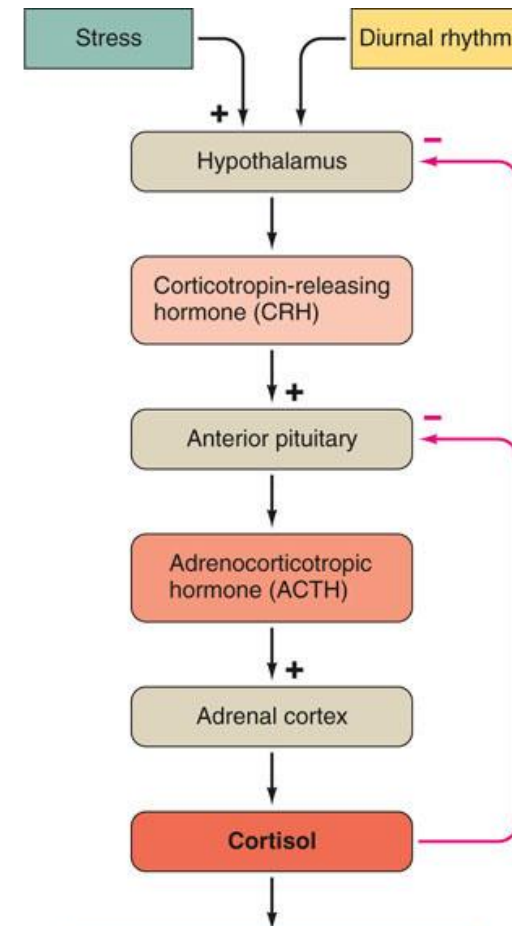 Stress
Diurnal rhythm
+
−
Hypothalamus
Corticotropin-releasing
hormone (CRH)
+
−
Anterior pituitary
Adrenocorticotropic
hormone (ACTH)
+
Adrenal cortex
Cortisol